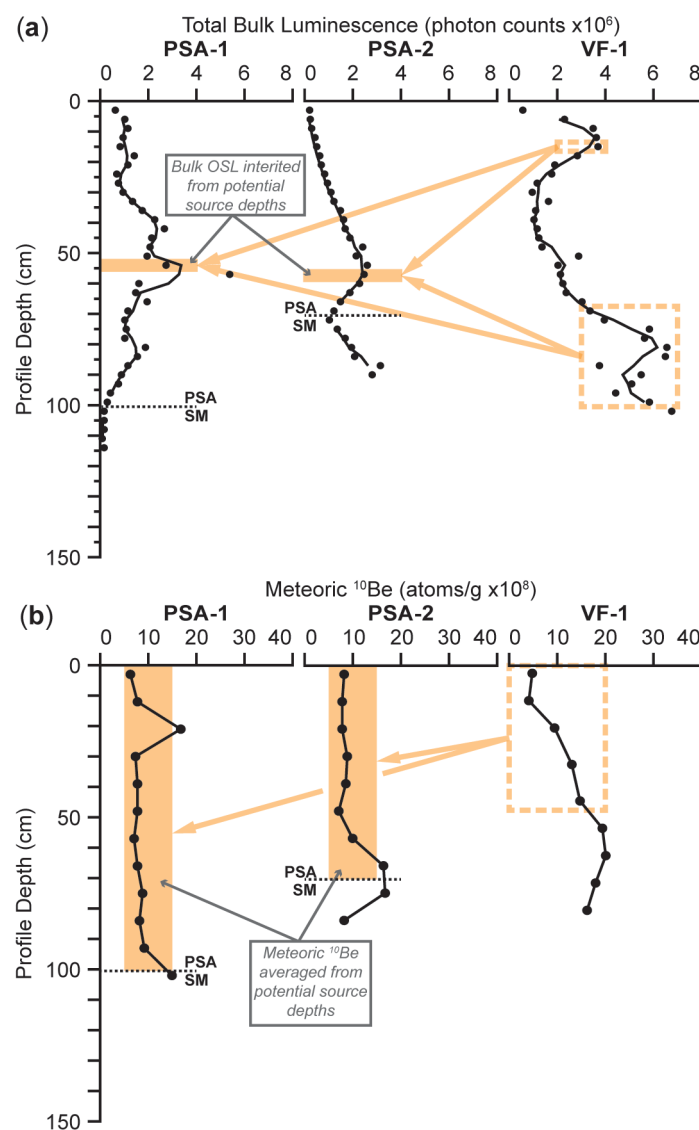 (a)
Total Bulk Luminescence (photon counts x10⁶)
PSA-1 PSA-2 VF-1
0 2 4 6 8 0 2 4 6 8 0 2 4 6 8
0
50
100
150
Profile Depth (cm)
Bulk OSL interited
from potential
source depths
PSA
SM
PSA
SM
(b)
Meteoric ¹⁰Be (atoms/g x10⁸)
PSA-1 PSA-2 VF-1
0 10 20 30 40 0 10 20 30 40 0 10 20 30 40
0
50
100
150
Profile Depth (cm)
PSA
SM
PSA
SM
Meteoric ¹⁰Be
averaged from
potential source
depths